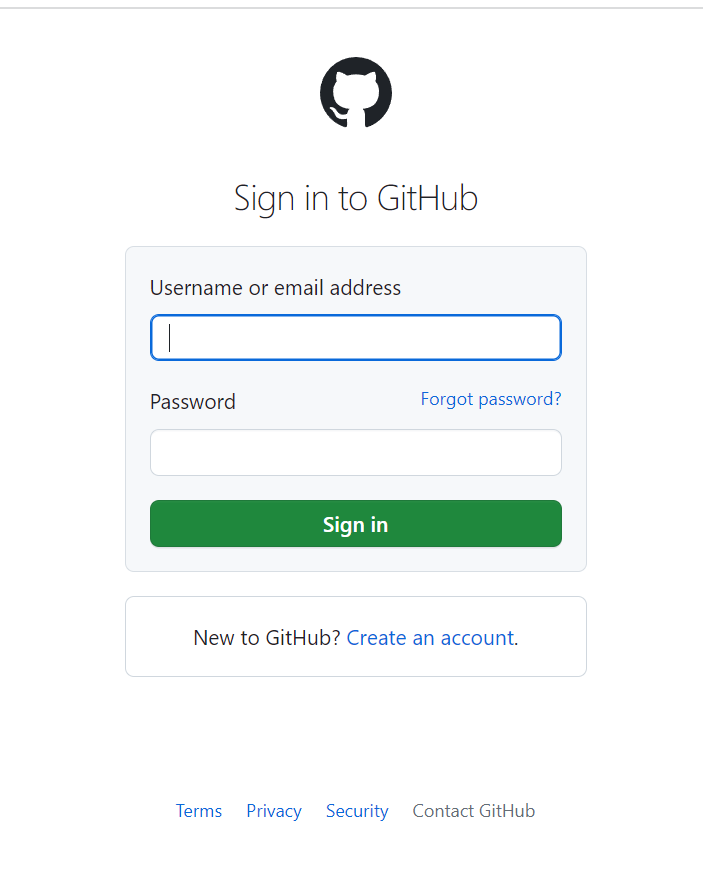 Sign in to GitHub
Username or email address
Password Forgot password?
Sign in
New to GitHub? Create an account.
Terms Privacy Security Contact GitHub